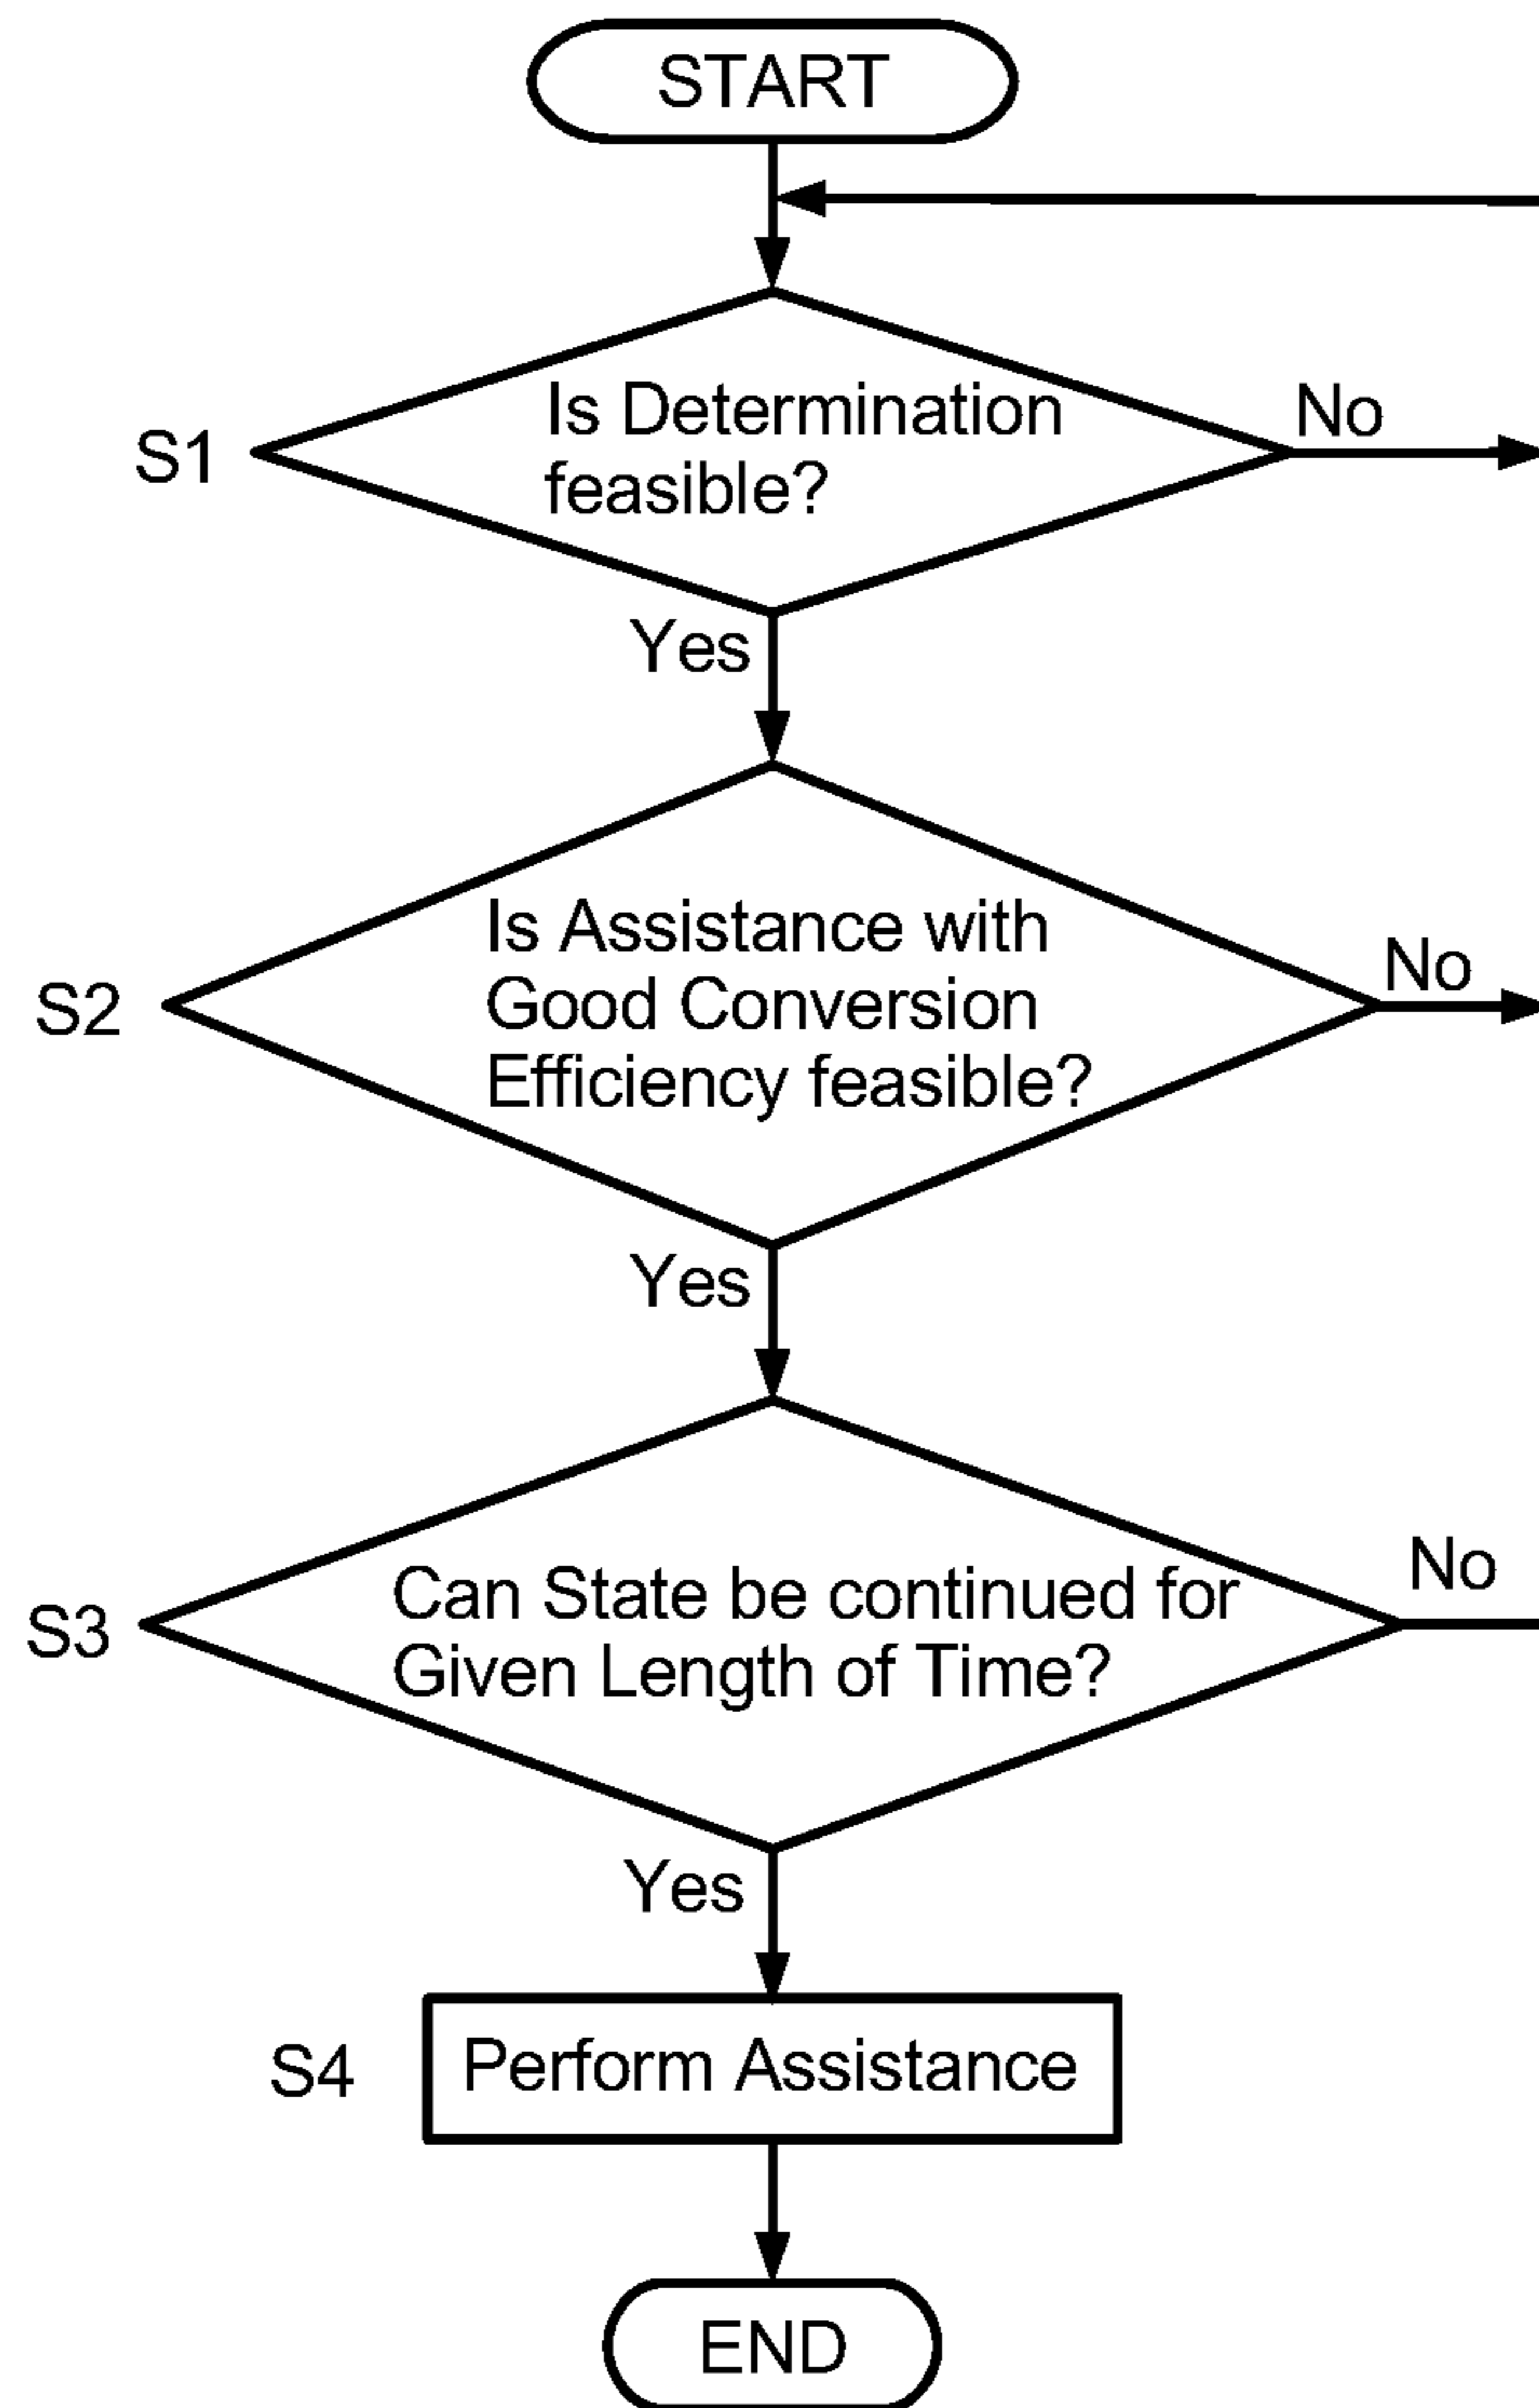 START
Is Determination
feasible?
No
S1
Yes
Is Assistance with
Good Conversion
Efficiency feasible?
No
S2
Yes
Can State be continued for
Given Length of Time?
No
S3
Yes
S4
Perform Assistance
END